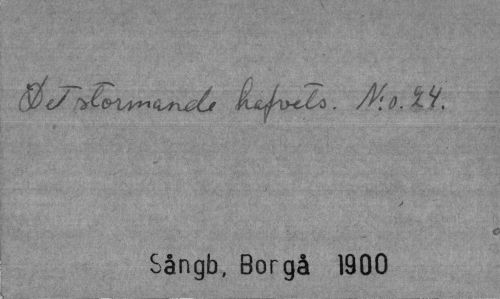 Det stormande hafvets. N:o. 24.
Sångb, Borgå 1900